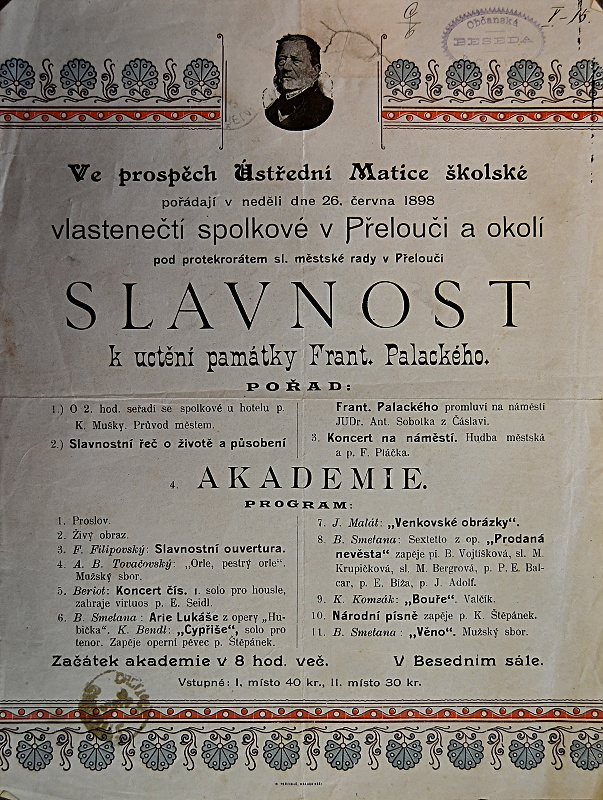 Občanská
BESEDA
Ve prospěch Ústřední Matice školské
pořádají v neděli dne 26. června 1898
vlastenečtí spolkové v Přelouči a okolí
pod protekrorátem sl. městské rady v Přelouči
SLAVNOST
k uctění památky Frant. Palackého.
POŘAD:
1.) O 2. hod. seřadí se spolkové u hotelu p.
K. Mušky. Průvod městem.
2.) Slavnostní řeč o životě a působení
Frant. Palackého promluví na náměstí
JUDr. Ant. Sobotka z Čáslavi.
3. Koncert na náměstí. Hudba městská
a p. F. Pláčka.
4. AKADEMIE.
PROGRAM:
1. Proslov.
2. Živý obraz.
3. F. Filipovský: Slavnostní ouvertura.
4. A. B. Tovačovský: „Orle, pestrý orle".
Mužský sbor.
5. Beriot: Koncert čís. 1. solo pro housle,
zahraje virtuos p. E. Seidl.
6. B. Smetana: Arie Lukáše z opery „Hu-
bička". K. Bendl: „Cypřiše", solo pro
tenor. Zapěje operní pěvec p. Štěpánek.
7. J. Malát: „Venkovské obrázky".
8. B. Smetana: Sextetto z op. „Prodaná
nevěsta" zapěje pí. B. Vojtíšková, sl. M.
Krupičková, sl. M. Bergrová, p. P. E. Bal-
car, p. E. Bíža, p. J. Adolf.
9. K. Komzák: „Bouře". Valčík.
10. Národní písně zapěje p. K. Štěpánek.
11. B. Smetana: „Věno". Mužský sbor.
Začátek akademie v 8 hod. več. V Besedním sále.
Vstupné: I. místo 40 kr., II. místo 30 kr.